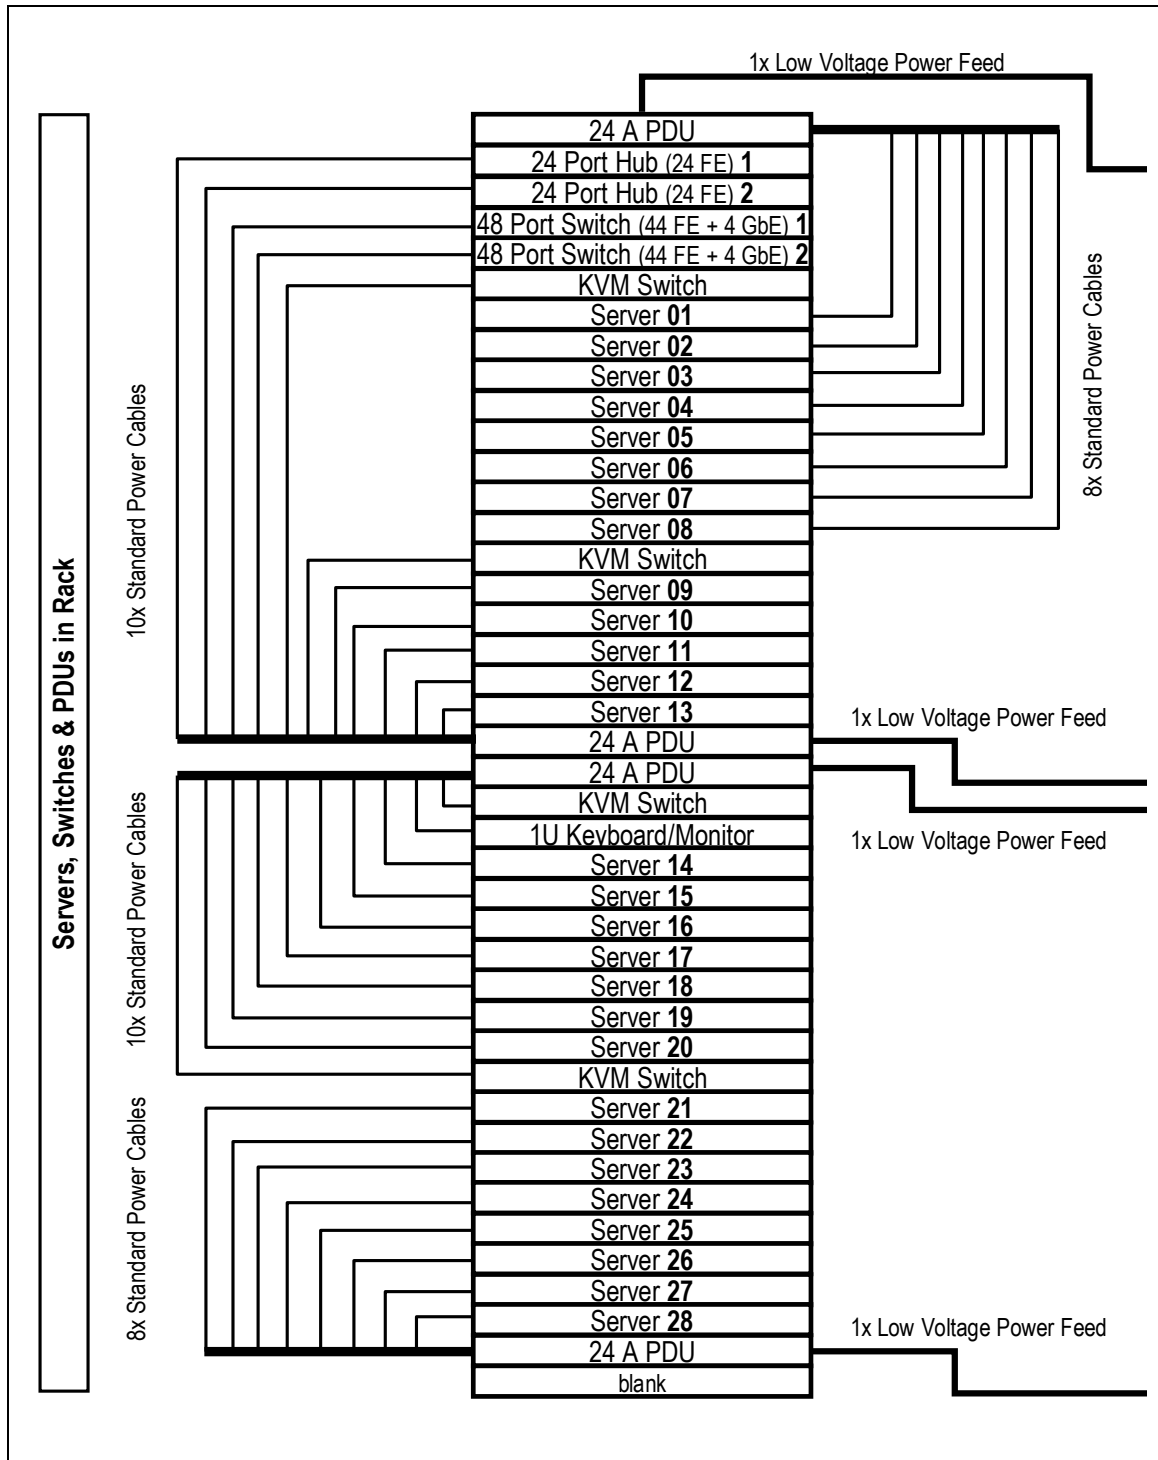 1x Low Voltage Power Feed
24 A PDU
24 Port Hub (24 FE) 1
24 Port Hub (24 FE) 2
48 Port Switch (44 FE + 4 GbE) 1
48 Port Switch (44 FE + 4 GbE) 2
KVM Switch
Server 01
Server 02
Server 03
Server 04
Server 05
Server 06
Server 07
Server 08
KVM Switch
Server 09
Server 10
Server 11
Server 12
Server 13
24 A PDU
24 A PDU
KVM Switch
1U Keyboard/Monitor
Server 14
Server 15
Server 16
Server 17
Server 18
Server 19
Server 20
KVM Switch
Server 21
Server 22
Server 23
Server 24
Server 25
Server 26
Server 27
Server 28
24 A PDU
blank
Servers, Switches & PDUs in Rack
10x Standard Power Cables
10x Standard Power Cables
8x Standard Power Cables
8x Standard Power Cables
1x Low Voltage Power Feed
1x Low Voltage Power Feed
1x Low Voltage Power Feed